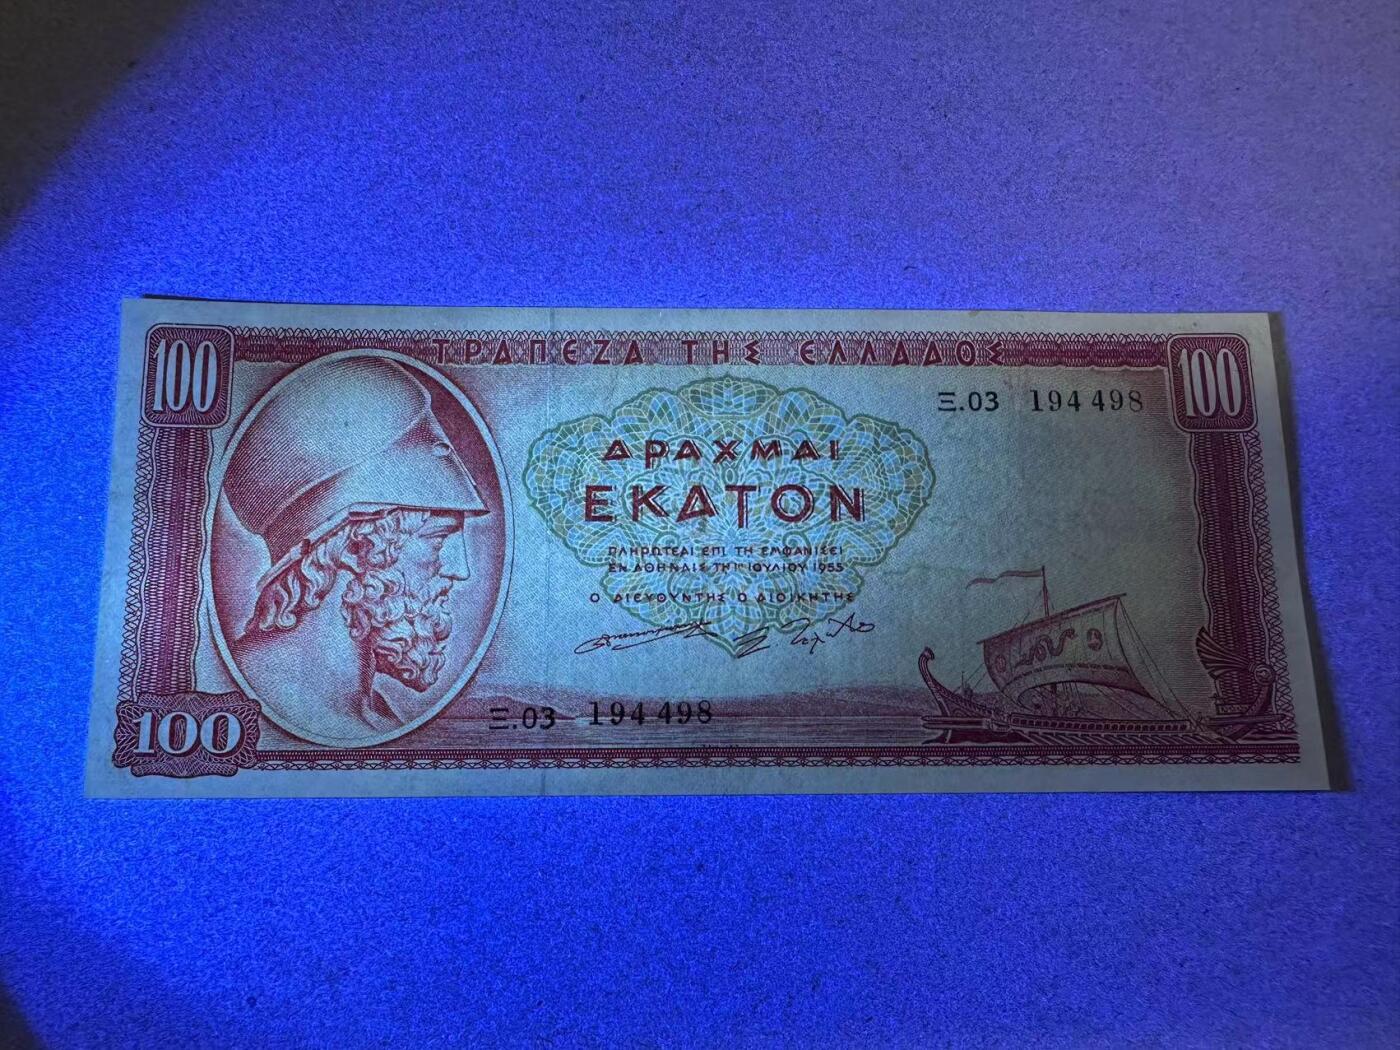 100 ΤΡΑΠΕΖΑ ΤΗΣ ΕΛΛΑΔΟΣ 100
Ξ.03 194 498
ΔΡΑΧΜΑΙ
ΕΚΑΤΟΝ
ΠΛΗΡΩΤΕΑΙ ΕΠΙ ΤΗ ΕΜΦΑΝΙΣΕΙ
ΕΝ ΑΘΗΝΑΙΣ ΤΗ 1Η ΙΟΥΛΙΟΥ 1955
Ο ΔΙΕΥΘΥΝΤΗΣ Ο ΔΙΟΙΚΗΤΗΣ
Ξ.03 194 498
100